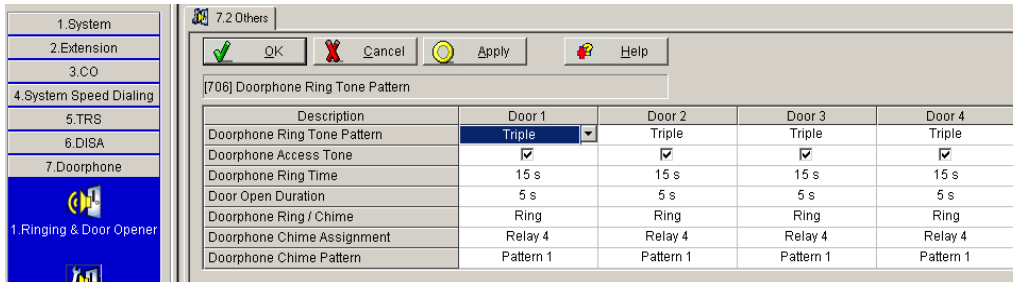 1.System
2.Extension
3.CO
4.System Speed Dialing
5.TRS
6.DISA
7.Doorphone
1.Ringing & Door Opener
7.2 Others
OK Cancel Apply Help
[706] Doorphone Ring Tone Pattern
Description Door 1 Door 2 Door 3 Door 4
Doorphone Ring Tone Pattern Triple Triple Triple Triple
Doorphone Access Tone
Doorphone Ring Time 15 s 15 s 15 s 15 s
Door Open Duration 5 s 5 s 5 s 5 s
Doorphone Ring / Chime Ring Ring Ring Ring
Doorphone Chime Assignment Relay 4 Relay 4 Relay 4 Relay 4
Doorphone Chime Pattern Pattern 1 Pattern 1 Pattern 1 Pattern 1